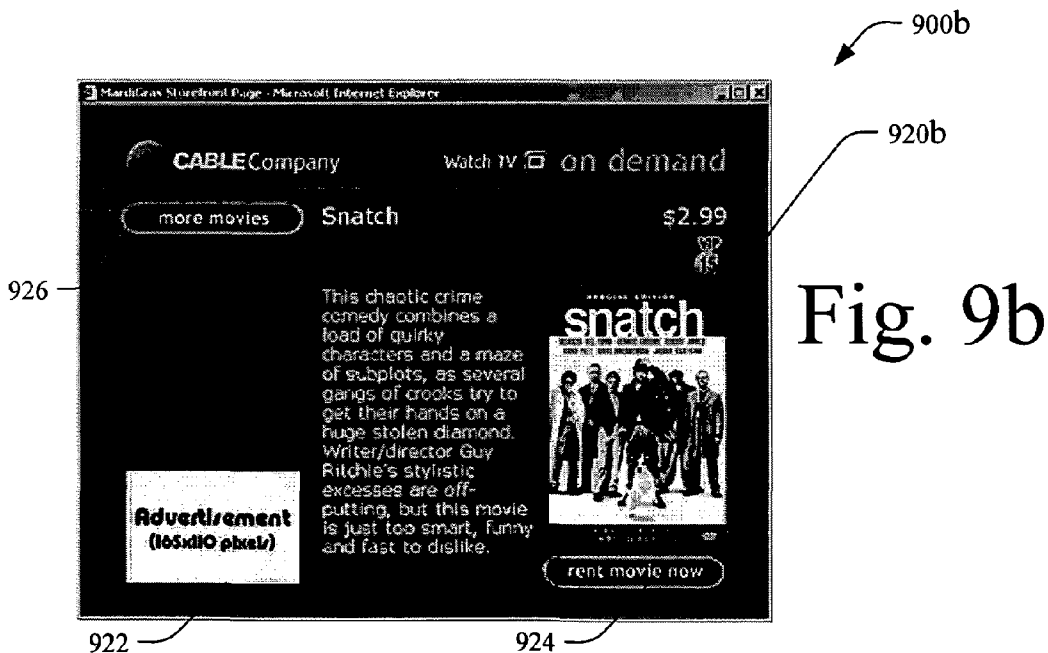 900b
MardiGras Storefront Page - Microsoft Internet Explorer
920b
CABLECompany
Watch TV on demand
more movies
Snatch
$2.99
15
926
This chaotic crime
comedy combines a
load of quirky
characters and a maze
of subplots, as several
gangs of crooks try to
get their hands on a
huge stolen diamond.
Writer/director Guy
Ritchie's stylistic
excesses are off-
putting, but this movie
is just too smart, funny
and fast to dislike.
SPECIAL EDITION
snatch
Fig. 9b
Advertisement
(165x110 pixels)
rent movie now
922
924